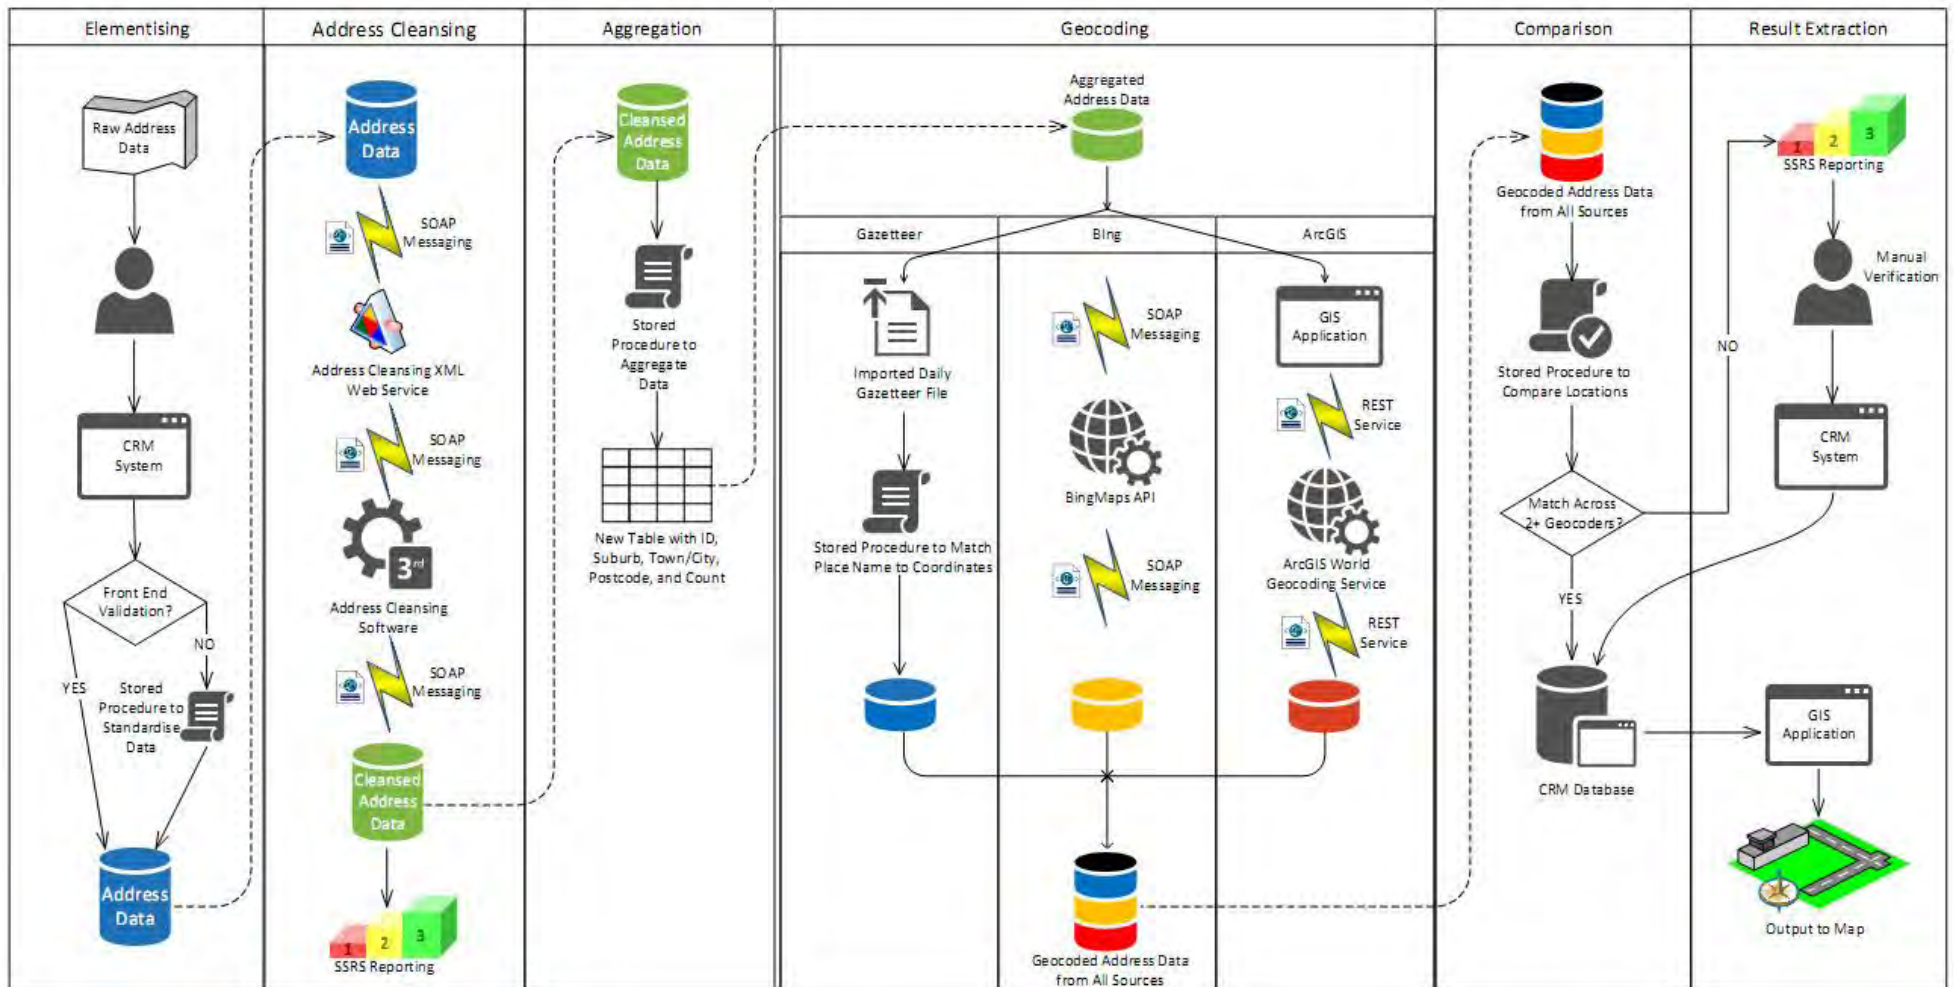 Elementising
Address Cleansing
Aggregation
Geocoding
Comparison
Result Extraction
Raw Address
Data
CRM
System
Front End
Validation?
NO
YES
Stored
Procedure to
Standardise
Data
Address
Data
Address
Data
SOAP
Messaging
Address Cleansing XML
Web Service
SOAP
Messaging
3rd
Address Cleansing
Software
SOAP
Messaging
Cleansed
Address
Data
1
2
3
SSRS Reporting
Cleansed
Address
Data
Stored
Procedure to
Aggregate
Data
New Table with ID,
Suburb, Town/City,
Postcode, and Count
Aggregated
Address Data
Gazetteer
Bing
ArcGIS
Imported Daily
Gazetteer File
Stored Procedure to Match
Place Name to Coordinates
SOAP
Messaging
BingMaps API
SOAP
Messaging
GIS
Application
REST
Service
ArcGIS World
Geocoding Service
REST
Service
Geocoded Address Data
from All Sources
Geocoded Address Data
from All Sources
Stored Procedure to
Compare Locations
Match Across
2+ Geocoders?
NO
YES
CRM Database
1
2
3
SSRS Reporting
Manual
Verification
CRM
System
GIS
Application
Output to Map